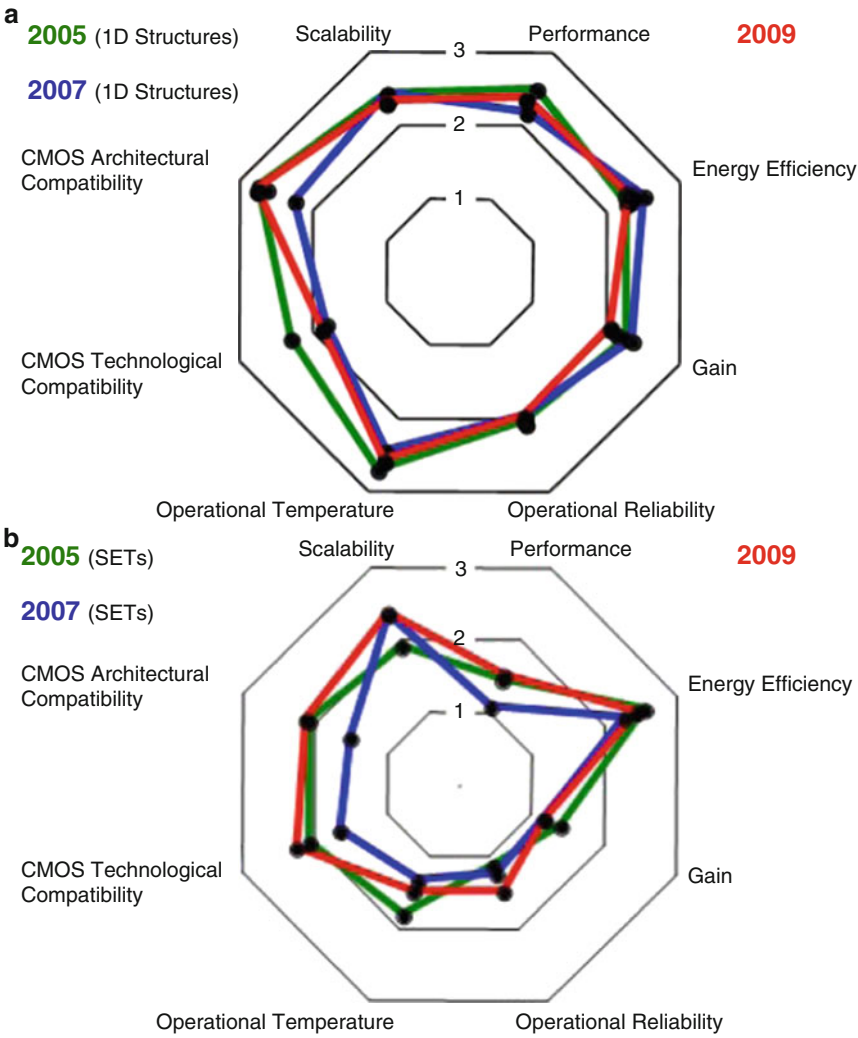 a
2005 (1D Structures)
Scalability
Performance
2009
3
2007 (1D Structures)
2
CMOS Architectural
Compatibility
Energy Efficiency
1
CMOS Technological
Compatibility
Gain
Operational Temperature
Operational Reliability
b
2005 (SETs)
Scalability
Performance
2009
3
2007 (SETs)
2
CMOS Architectural
Compatibility
Energy Efficiency
1
CMOS Technological
Compatibility
Gain
Operational Temperature
Operational Reliability